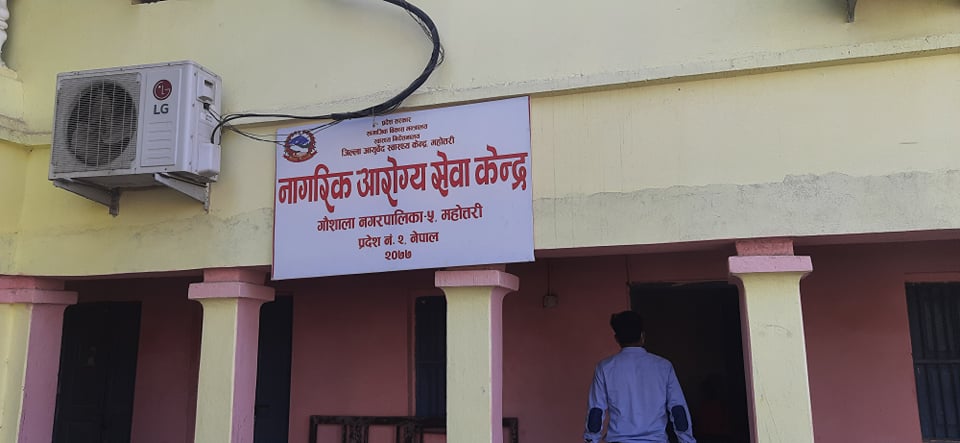 LG
प्रदेश सरकार
सामाजिक विकास मन्त्रालय
स्वास्थ्य निर्देशनालय
जिल्ला आयुर्वेद स्वास्थ्य केन्द्र, महोत्तरी
नागरिक आरोग्य सेवा केन्द्र
गौशाला नगरपालिका-५, महोत्तरी
प्रदेश नं. २, नेपाल
२०७७